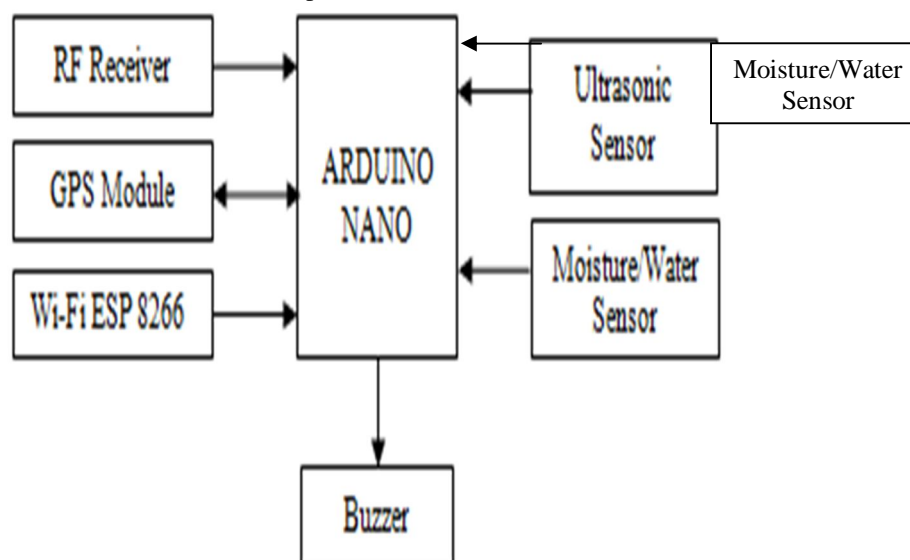 RF Receiver
GPS Module
Wi-Fi ESP 8266
ARDUINO
NANO
Ultrasonic
Sensor
Moisture/Water
Sensor
Moisture/Water
Sensor
Buzzer